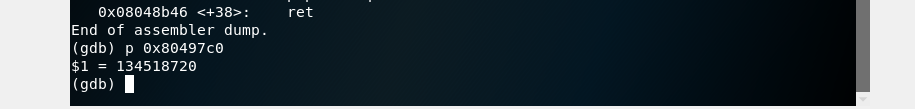 0x08048b46 <+38>:    ret
End of assembler dump.
(gdb) p 0x80497c0
$1 = 134518720
(gdb)